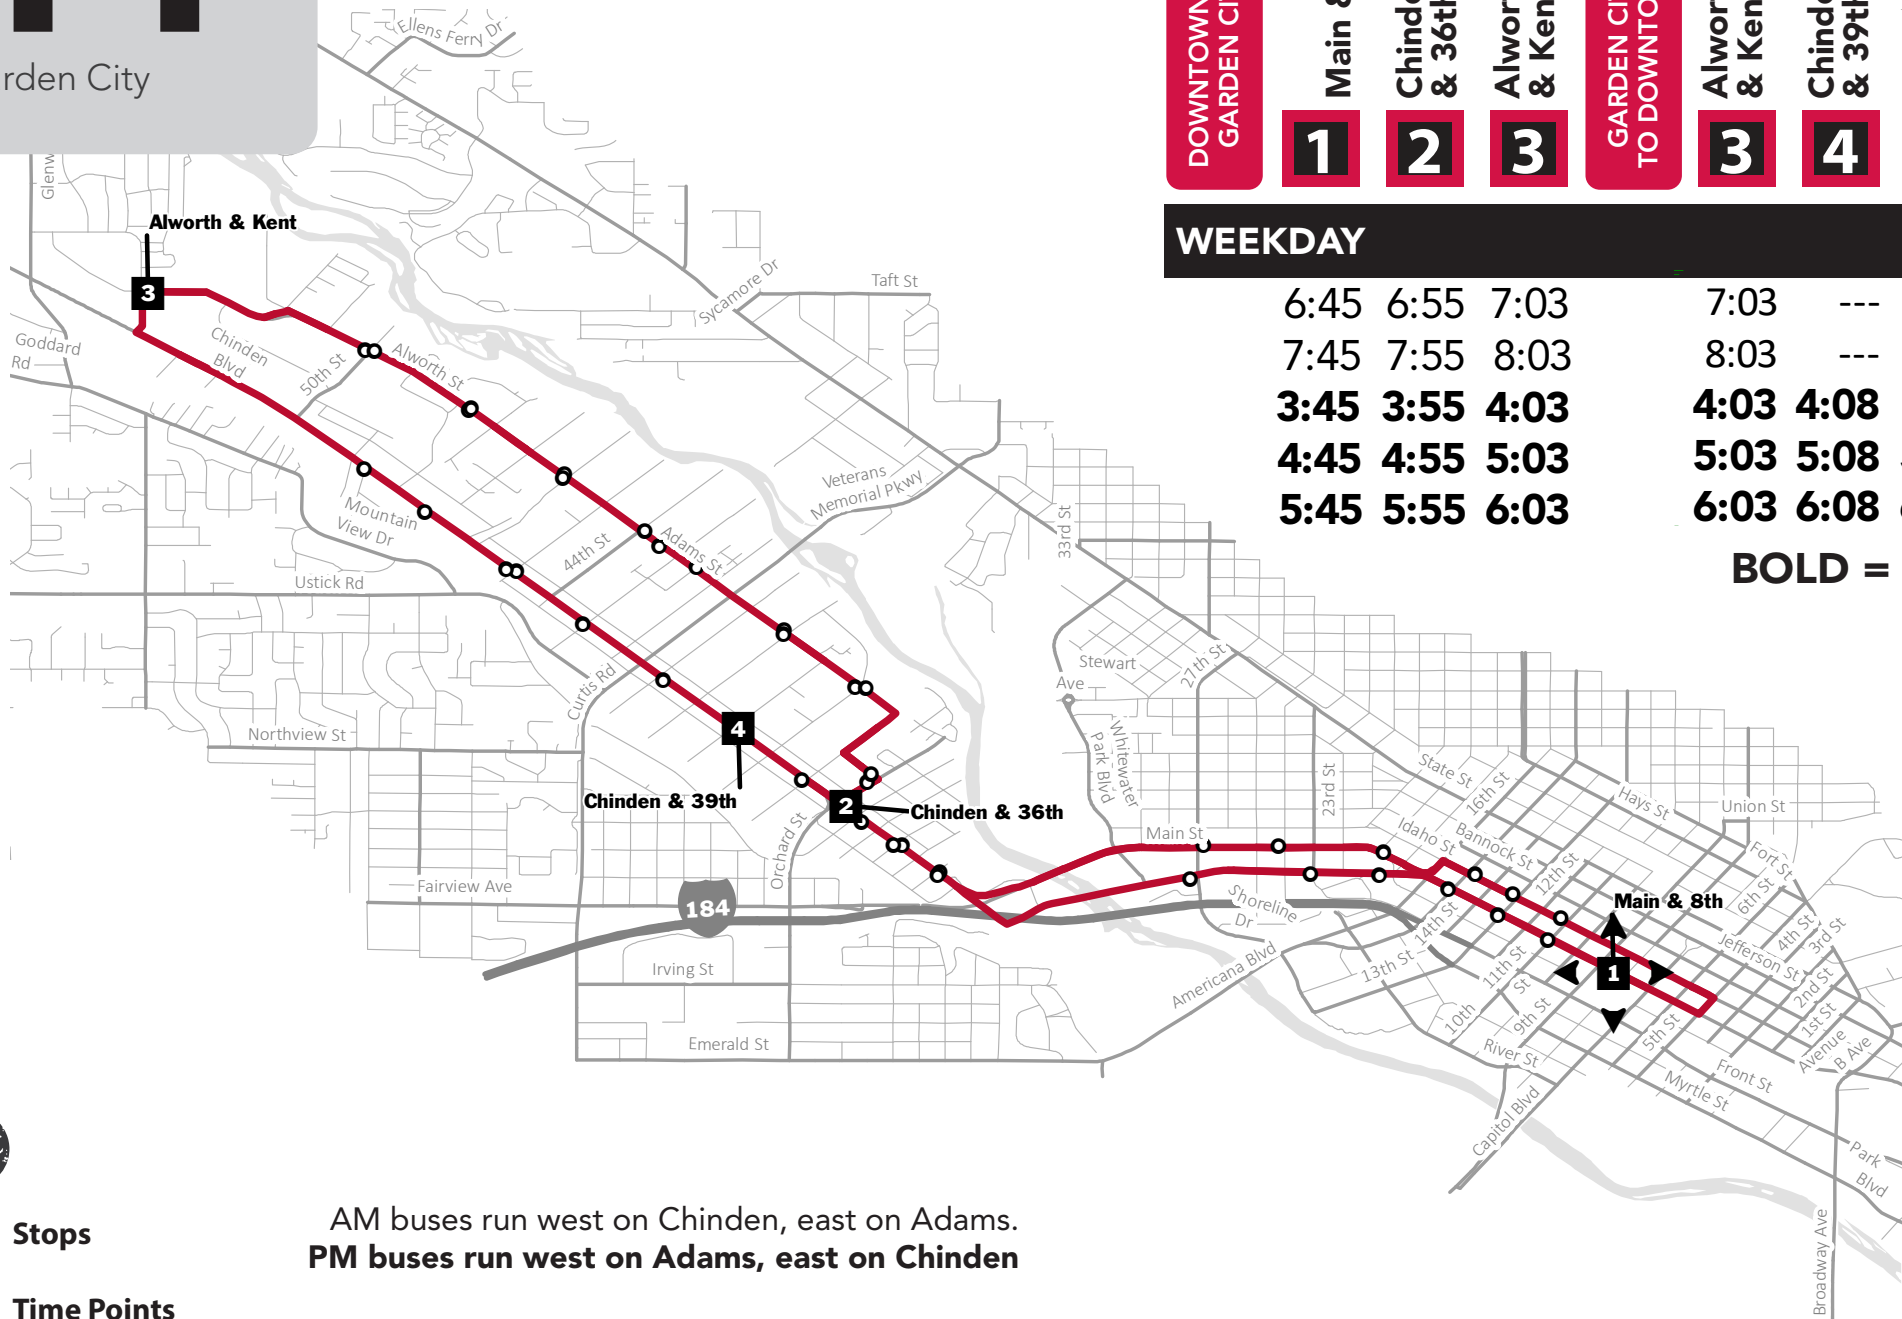 rden City
DOWNTOWN
GARDEN CI
Main &
Chinde
& 36th
Alwor
& Ken
GARDEN CI
TO DOWNTO
Alwor
& Ken
Chinde
& 39th
1 2 3 3 4
WEEKDAY
6:45 6:55 7:03 7:03 ---
7:45 7:55 8:03 8:03 ---
3:45 3:55 4:03 4:03 4:08
4:45 4:55 5:03 5:03 5:08
5:45 5:55 6:03 6:03 6:08
BOLD =
Ellens Ferry Dr
Glenw
Alworth & Kent
3
Sycamore Dr
Taft St
Goddard
Rd
Chinden
Blvd
50th St
Alworth St
Veterans
Memorial Pkwy
Mountain
View Dr
44th St
Adams St
33rd St
Ustick Rd
Curtis Rd
Stewart
Ave
27th St
Northview St
4
Whitewater
Park Blvd
23rd St
State St
16th St
Hays St
Union St
Chinden & 39th
2
Chinden & 36th
Orchard St
Main St
Idaho St
Bannock St
12th St
Fort St
6th St
Fairview Ave
184
Shoreline
Dr
14th St
Main & 8th
4th St
3rd St
Jefferson St
Irving St
Americana Blvd
13th St
11th St
St
1
2nd St
1st St
10th
9th St
5th St
Avenue
B Ave
Emerald St
River St
Front St
Myrtle St
Capitol Blvd
Park
Blvd
Broadway Ave
AM buses run west on Chinden, east on Adams.
PM buses run west on Adams, east on Chinden
Stops
Time Points